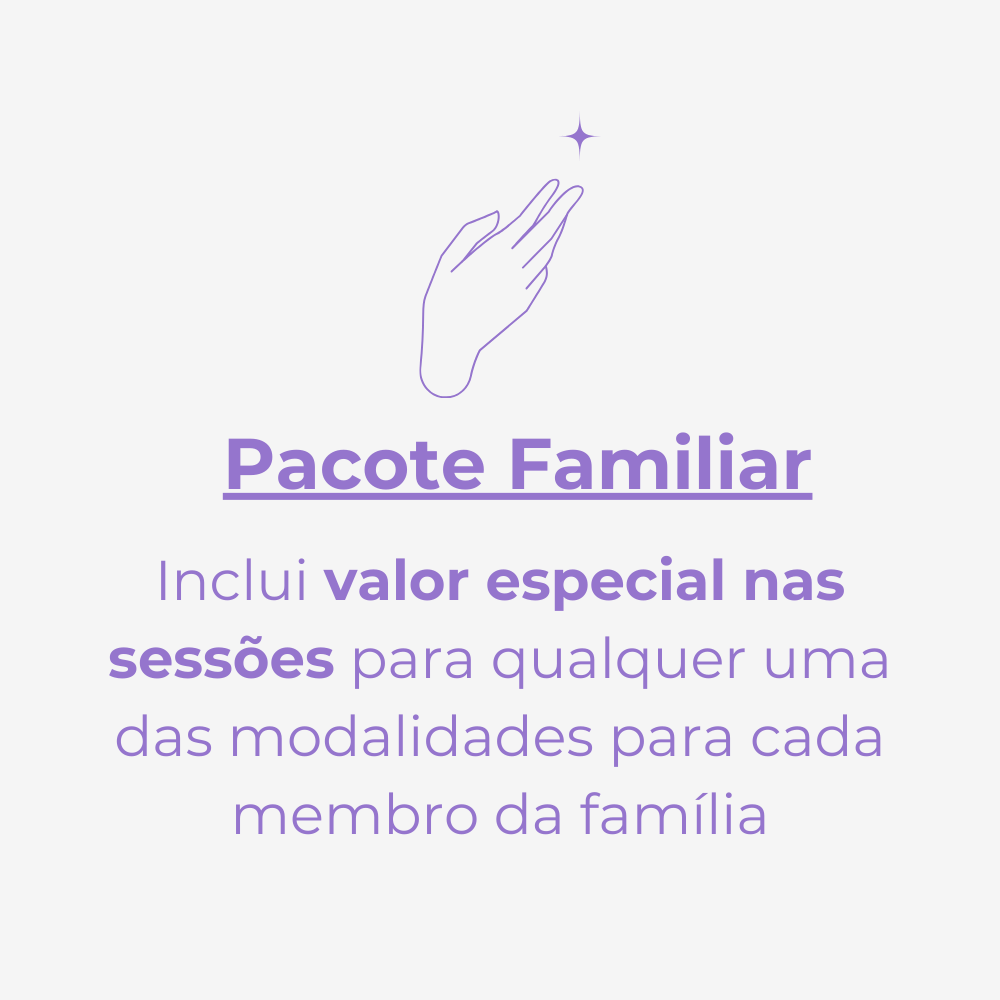 Pacote Familiar
Inclui valor especial nas
sessões para qualquer uma
das modalidades para cada
membro da família